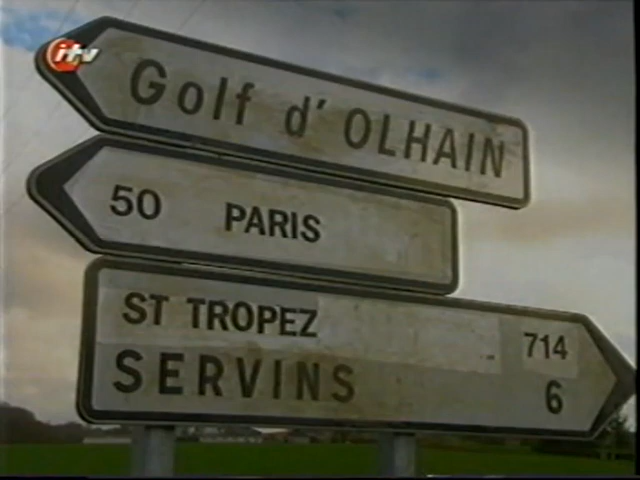 itv
Golf d' OLHAIN
50 PARIS
ST TROPEZ 714
SERVINS 6